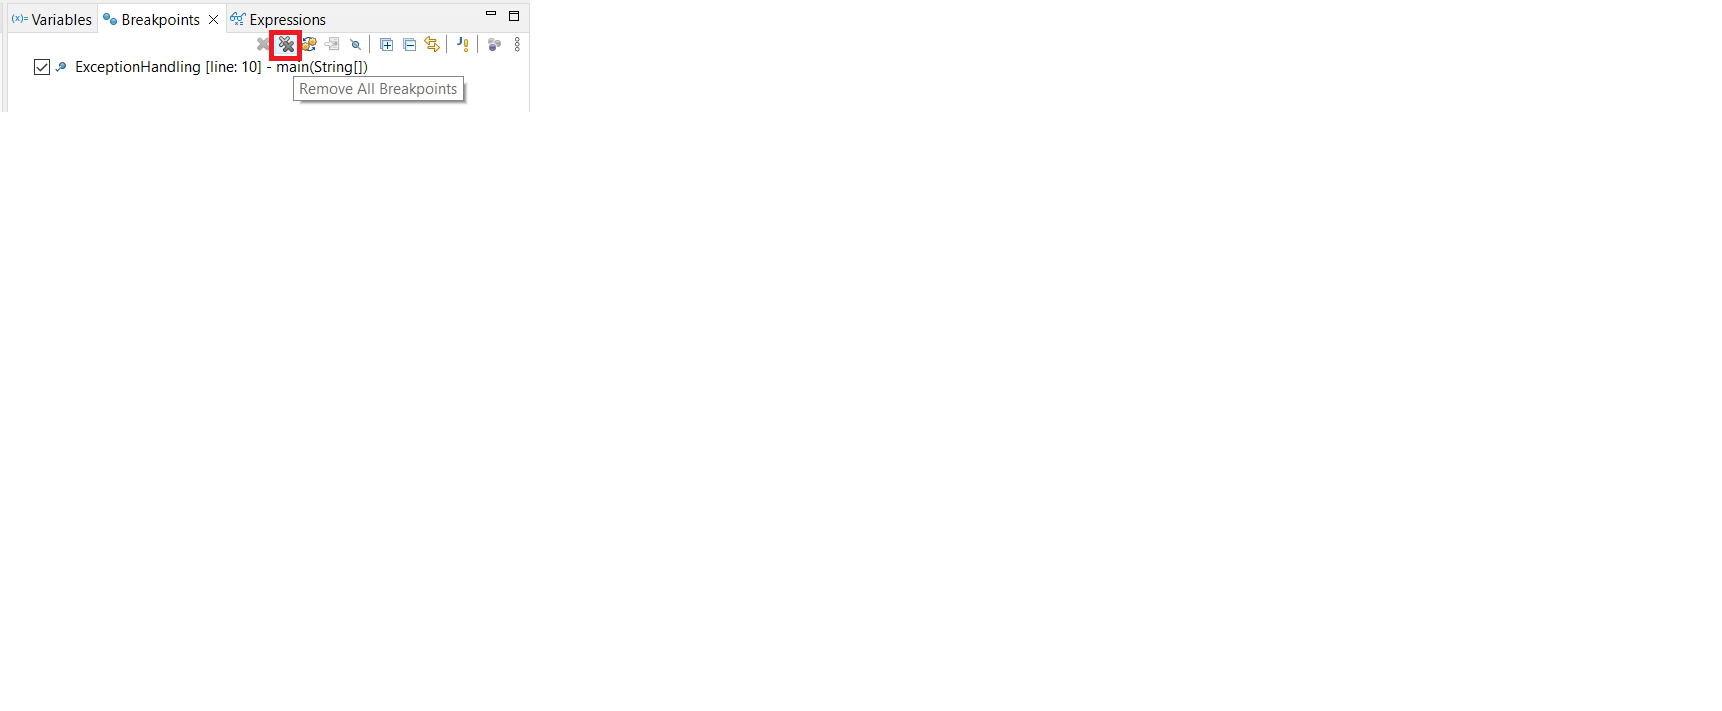 (x)= Variables Breakpoints Expressions
ExceptionHandling [line: 10] - main(String[])
Remove All Breakpoints